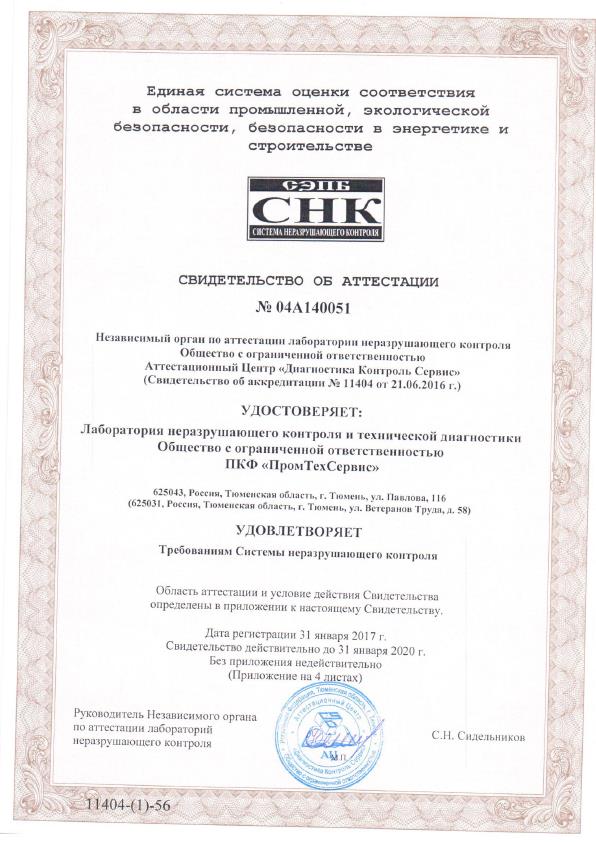 Единая система оценки соответствия
в области промышленной, экологической
безопасности, безопасности в энергетике и
строительстве
СЭПБ
СНК
СИСТЕМА НЕРАЗРУШАЮЩЕГО КОНТРОЛЯ
СВИДЕТЕЛЬСТВО ОБ АТТЕСТАЦИИ
№ 04А140051
Независимый орган по аттестации лаборатории неразрушающего контроля
Общество с ограниченной ответственностью
Аттестационный Центр «Диагностика Контроль Сервис»
(Свидетельство об аккредитации № 11404 от 21.06.2016 г.)
УДОСТОВЕРЯЕТ:
Лаборатория неразрушающего контроля и технической диагностики
Общество с ограниченной ответственностью
ПКФ «ПромТехСервис»
625043, Россия, Тюменская область, г. Тюмень, ул. Павлова, 116
(625031, Россия, Тюменская область, г. Тюмень, ул. Ветеранов Труда, д. 58)
УДОВЛЕТВОРЯЕТ
Требованиям Системы неразрушающего контроля
Область аттестации и условие действия Свидетельства
определены в приложении к настоящему Свидетельству.
Дата регистрации 31 января 2017 г.
Свидетельство действительно до 31 января 2020 г.
Без приложения недействительно
(Приложение на 4 листах)
Руководитель Независимого органа
по аттестации лабораторий
неразрушающего контроля
Аттестационный Центр
«Диагностика Контроль Сервис»
АЦ
М.П.
С.Н. Сидельников
11404-(1)-56